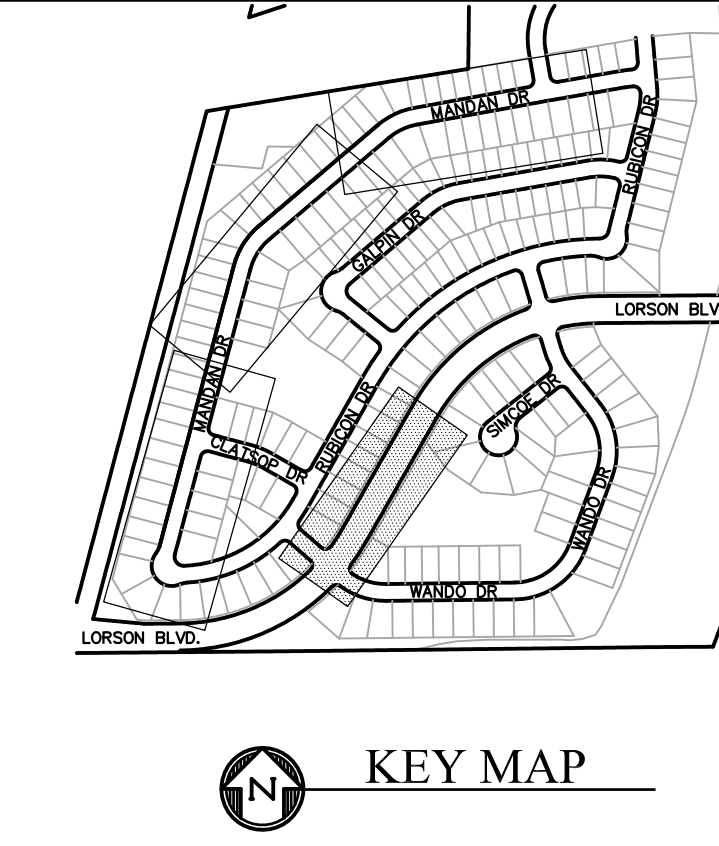 MANDAN DR
RUBICON DR
GALPIN DR
LORSON BLV
MANDAN DR
SIMCOE DR
RUBICON DR
CLATSOP DR
WANDO DR
WANDO DR
LORSON BLVD.
KEY MAP
N